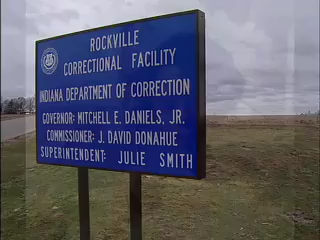 ROCKVILLE
CORRECTIONAL FACILITY
INDIANA DEPARTMENT OF CORRECTION
GOVERNOR: MITCHELL E. DANIELS, JR.
COMMISSIONER: J. DAVID DONAHUE
SUPERINTENDENT: JULIE SMITH